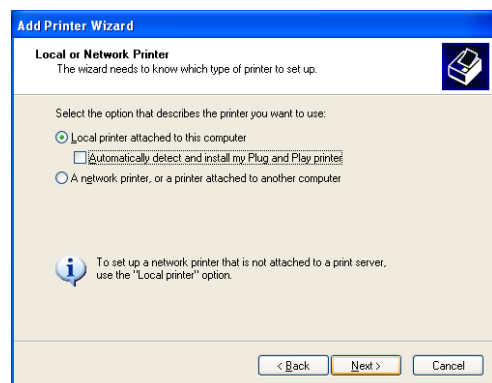 Add Printer Wizard
Local or Network Printer
The wizard needs to know which type of printer to set up.
Select the option that describes the printer you want to use:
Local printer attached to this computer
Automatically detect and install my Plug and Play printer
A network printer, or a printer attached to another computer
To set up a network printer that is not attached to a print server,
use the "Local printer" option.
< Back Next > Cancel